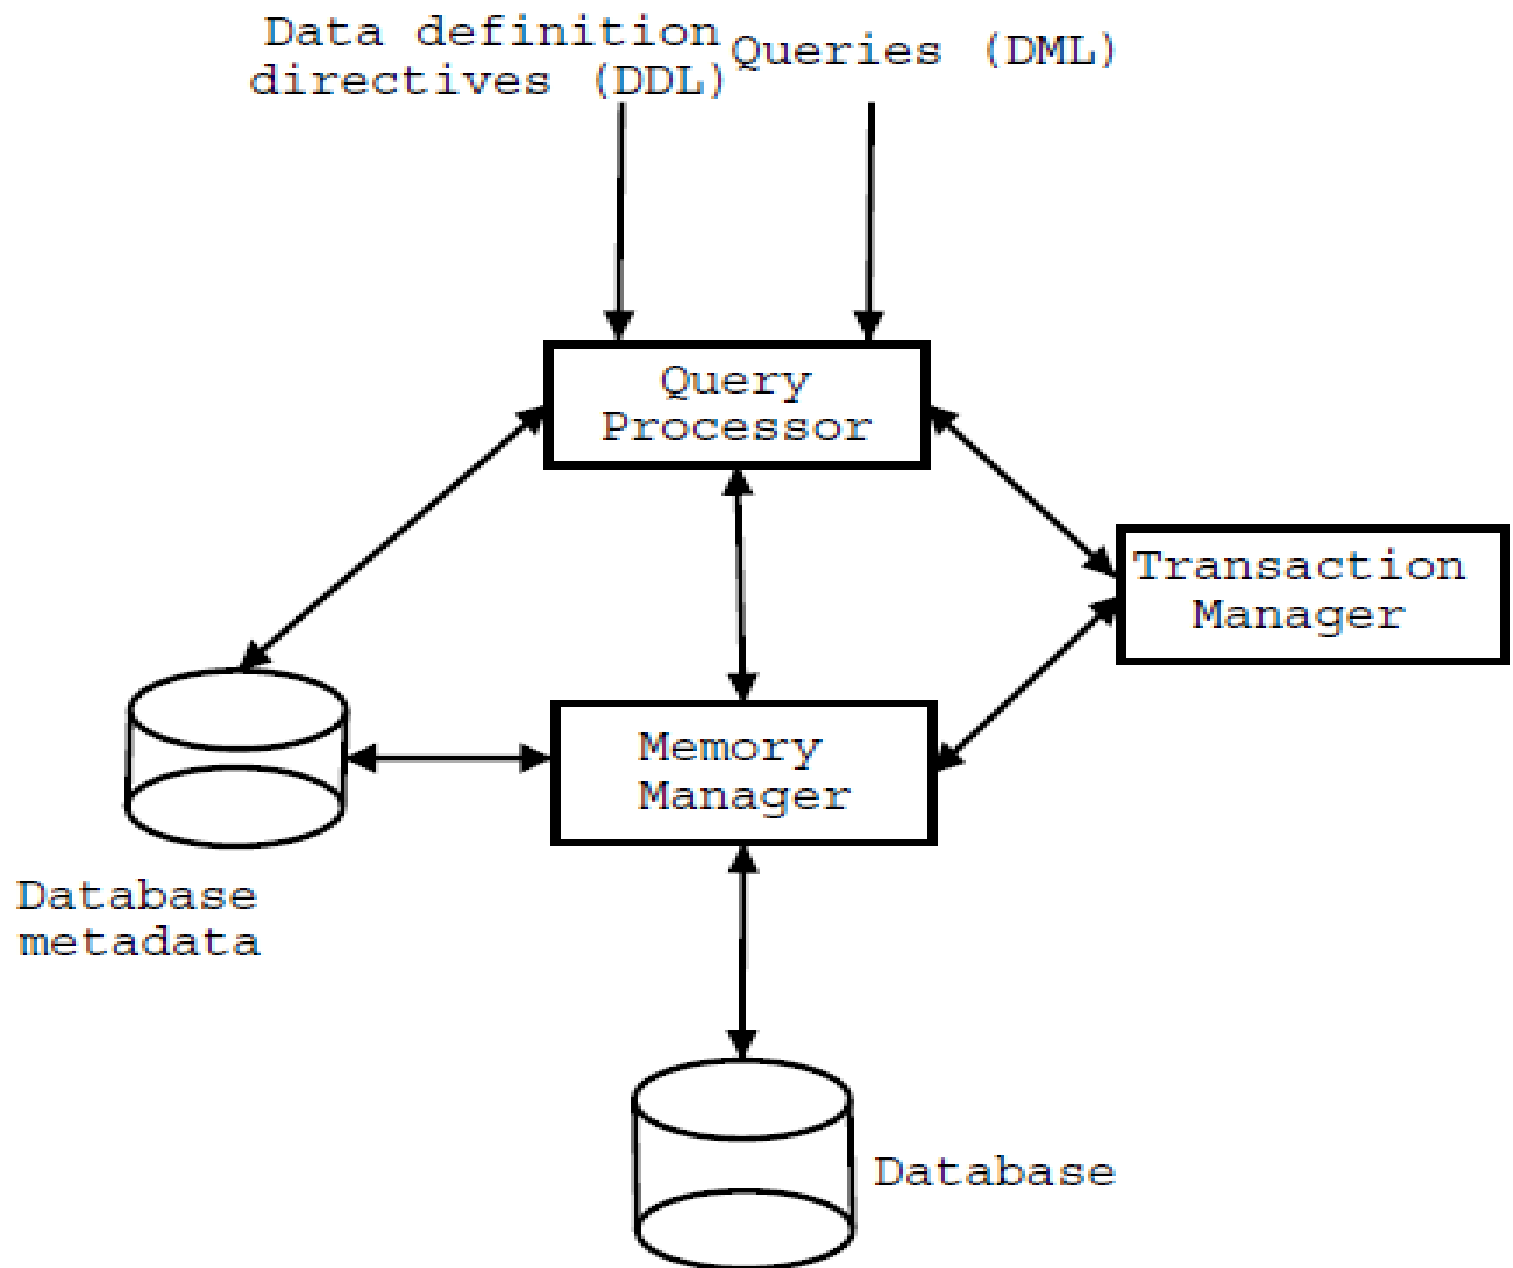 Data definition
directives (DDL)
Queries (DML)
Query
Processor
Transaction
Manager
Memory
Manager
Database
metadata
Database